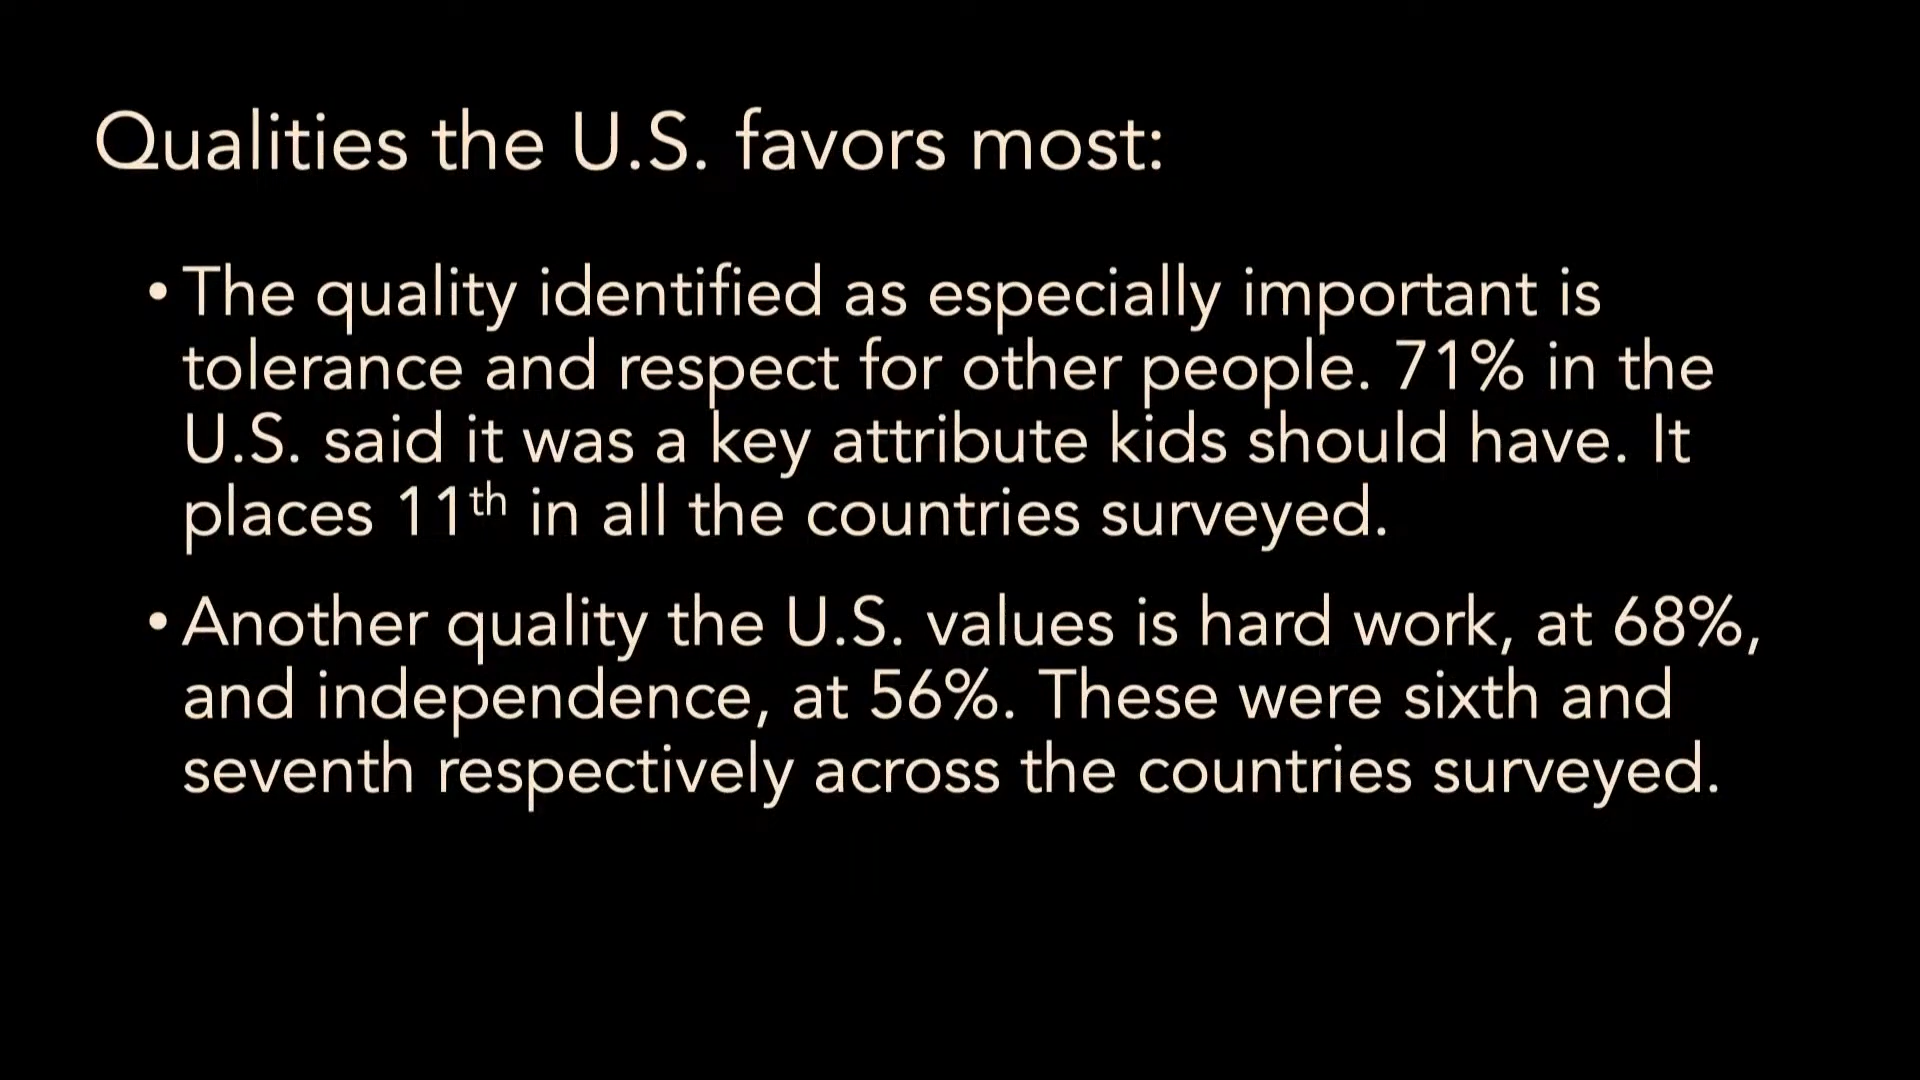 Qualities the U.S. favors most:
• The quality identified as especially important is
tolerance and respect for other people. 71% in the
U.S. said it was a key attribute kids should have. It
places 11th in all the countries surveyed.
• Another quality the U.S. values is hard work, at 68%,
and independence, at 56%. These were sixth and
seventh respectively across the countries surveyed.